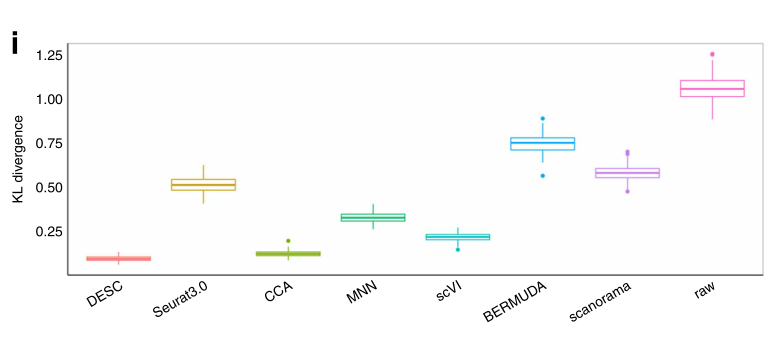 i
KL divergence
1.25
1.00
0.75
0.50
0.25
DESC
Seurat3.0
CCA
MNN
scVI
BERMUDA
scanorama
raw